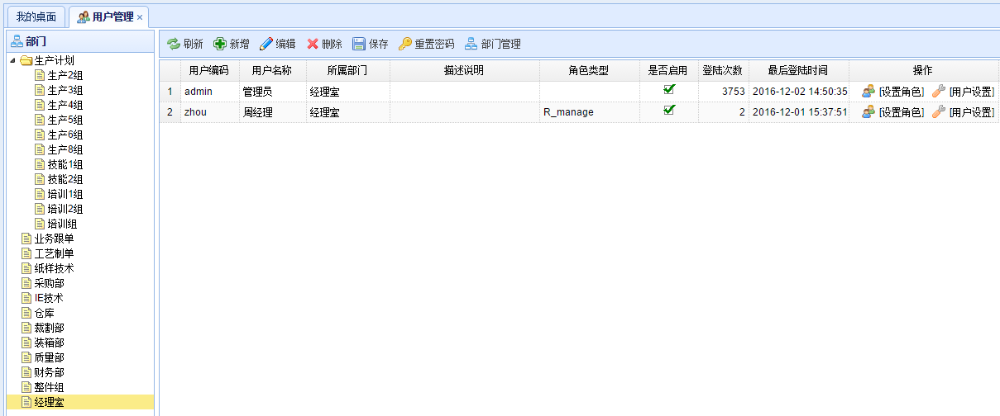 我的桌面 用户管理 ×
部门
生产计划
生产2组
生产3组
生产4组
生产5组
生产6组
生产8组
技能1组
技能2组
培训1组
培训2组
培训组
业务跟单
工艺制单
纸样技术
采购部
IE技术
仓库
裁割部
装箱部
质量部
财务部
整件组
经理室
刷新 新增 编辑 删除 保存 重置密码 部门管理
用户编码 用户名称 所属部门 描述说明 角色类型 是否启用 登陆次数 最后登陆时间 操作
1 admin 管理员 经理室 3753 2016-12-02 14:50:35 [设置角色] [用户设置]
2 zhou 周经理 经理室 R_manage 2 2016-12-01 15:37:51 [设置角色] [用户设置]